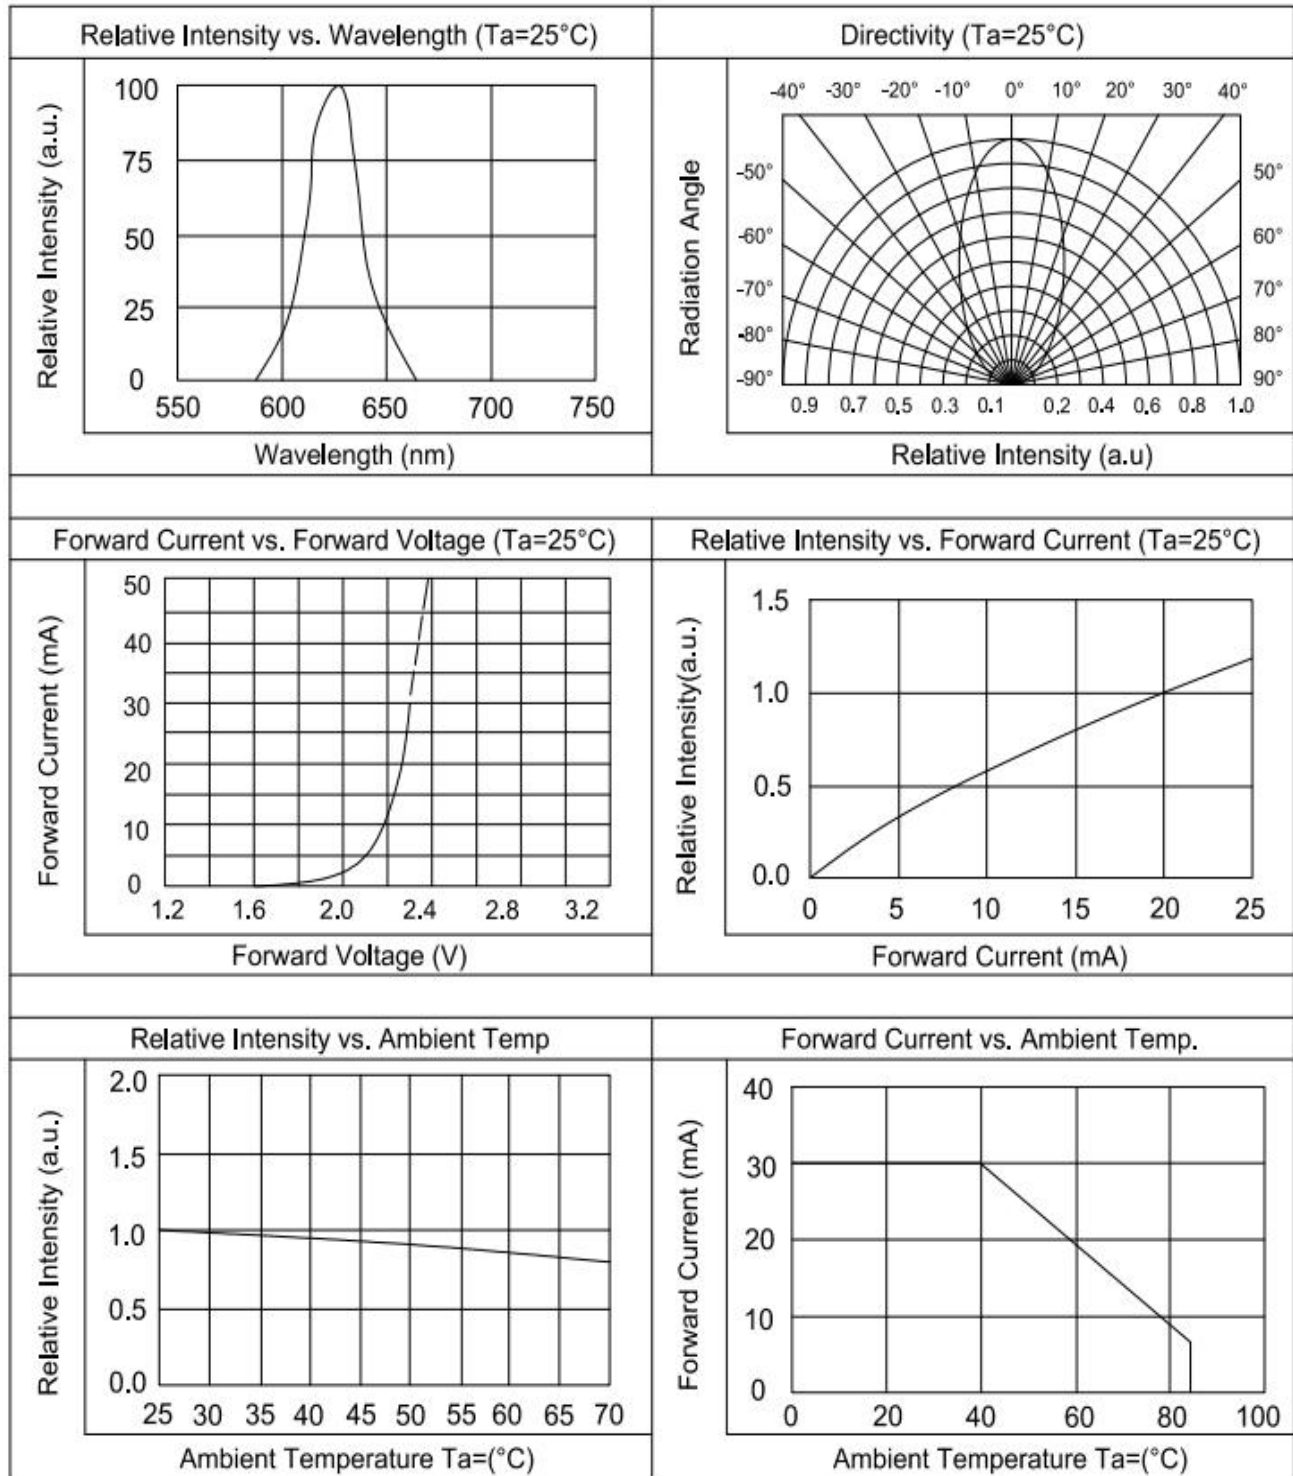 Relative Intensity vs. Wavelength (Ta=25°C)
Relative Intensity (a.u.)
100
75
50
25
0
550 600 650 700 750
Wavelength (nm)
Directivity (Ta=25°C)
Radiation Angle
-40° -30° -20° -10° 0° 10° 20° 30° 40°
-50° 50°
-60° 60°
-70° 70°
-80° 80°
-90° 90°
0.9 0.7 0.5 0.3 0.1 0.2 0.4 0.6 0.8 1.0
Relative Intensity (a.u)
Forward Current vs. Forward Voltage (Ta=25°C)
Forward Current (mA)
50
40
30
20
10
0
1.2 1.6 2.0 2.4 2.8 3.2
Forward Voltage (V)
Relative Intensity vs. Forward Current (Ta=25°C)
Relative Intensity(a.u.)
1.5
1.0
0.5
0.0
0 5 10 15 20 25
Forward Current (mA)
Relative Intensity vs. Ambient Temp
Relative Intensity (a.u.)
2.0
1.5
1.0
0.5
0.0
25 30 35 40 45 50 55 60 65 70
Ambient Temperature Ta=(°C)
Forward Current vs. Ambient Temp.
Forward Current (mA)
40
30
20
10
0
0 20 40 60 80 100
Ambient Temperature Ta=(°C)